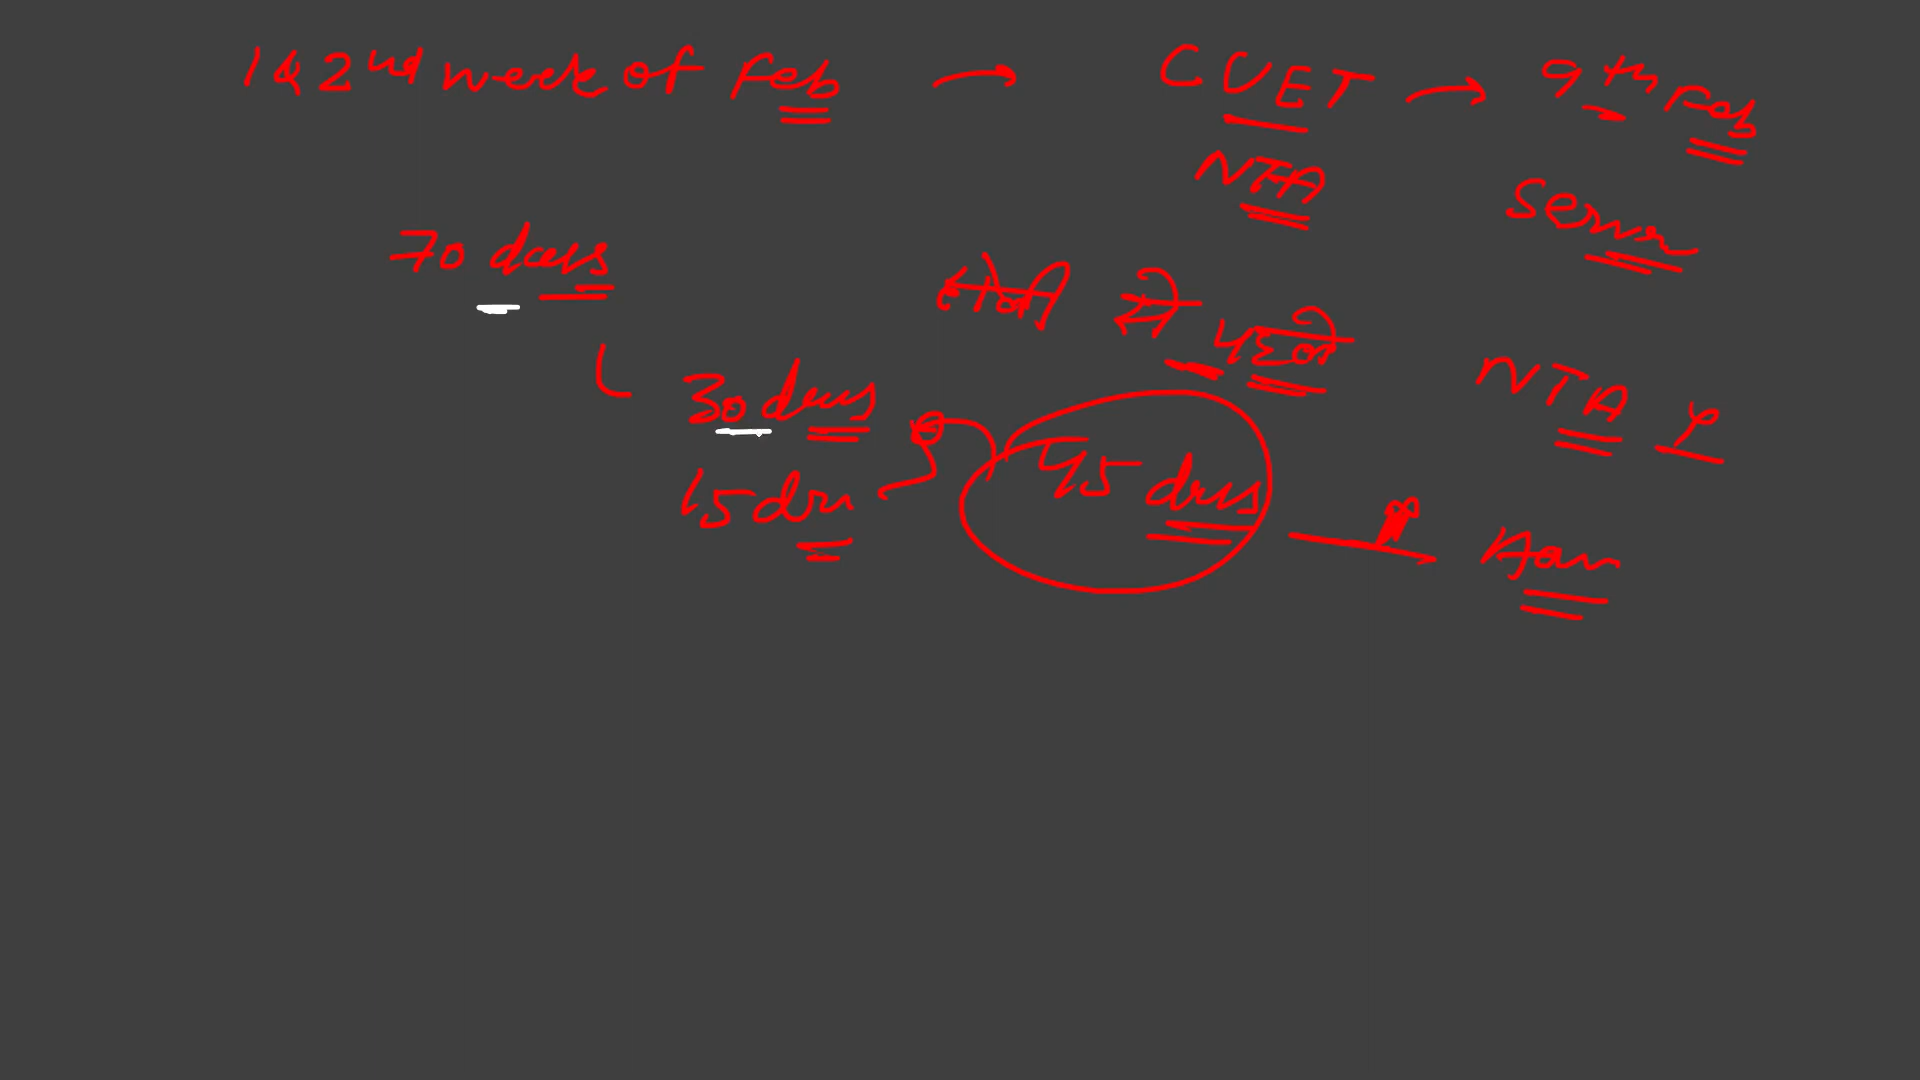 1 & 2nd week of Feb → CUET → 9th Feb
NTA
Server
70 days
होली से पहले
30 days
NTA
45 days
15 days